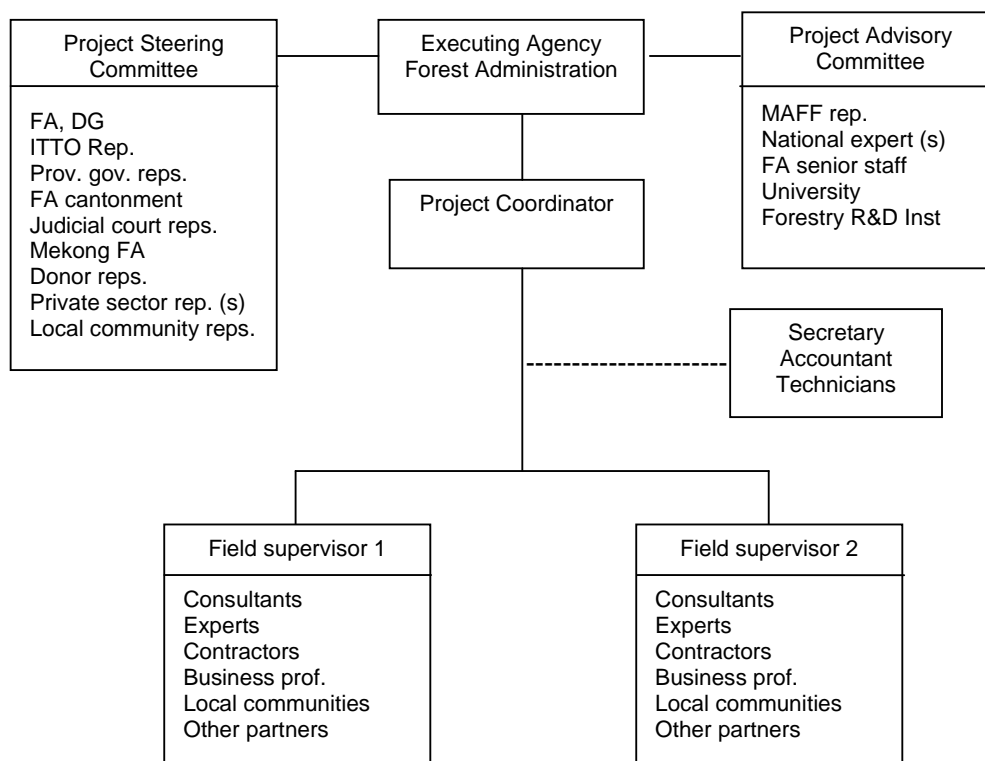 Project Steering
Committee
FA, DG
ITTO Rep.
Prov. gov. reps.
FA cantonment
Judicial court reps.
Mekong FA
Donor reps.
Private sector rep. (s)
Local community reps.
Executing Agency
Forest Administration
Project Advisory
Committee
MAFF rep.
National expert (s)
FA senior staff
University
Forestry R&D Inst
Project Coordinator
Secretary
Accountant
Technicians
Field supervisor 1
Consultants
Experts
Contractors
Business prof.
Local communities
Other partners
Field supervisor 2
Consultants
Experts
Contractors
Business prof.
Local communities
Other partners